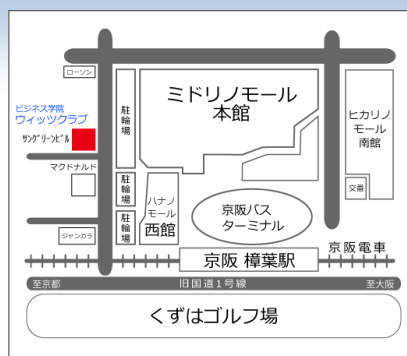 ローソン
ビジネス学院
ウィッツクラブ
ｻﾝｸﾞﾘｰﾝﾋﾞﾙ
マクドナルド
ジャンカラ
駐輪場
駐輪場
駐輪場
ミドリノモール
本館
ハナノ
モール
西館
京阪バス
ターミナル
ヒカリノ
モール
南館
交番
京阪電車
京阪 樟葉駅
至京都
旧国道1号線
至大阪
くずはゴルフ場